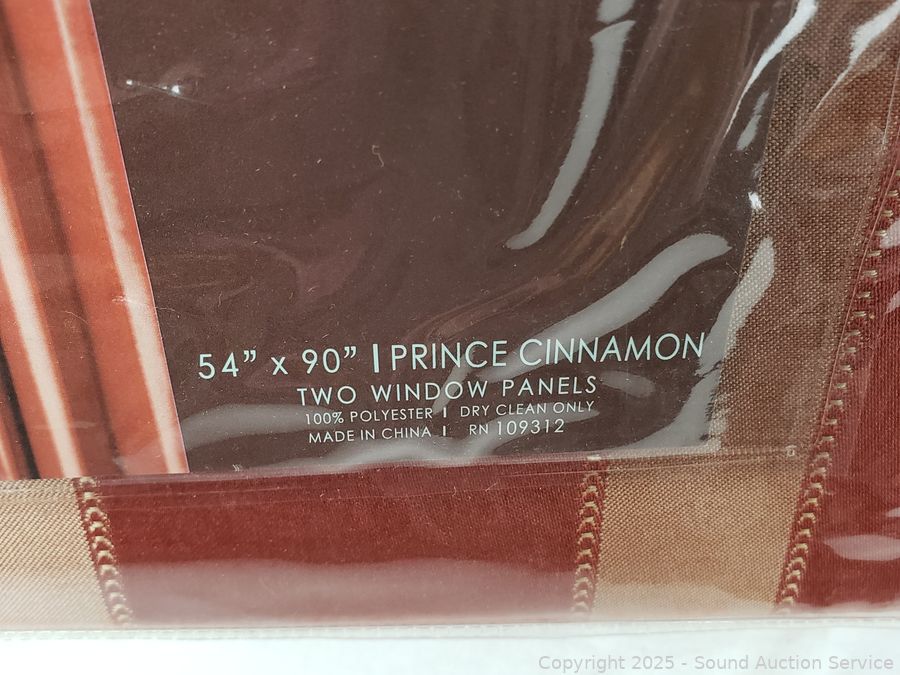 54” x 90” | PRINCE CINNAMON
TWO WINDOW PANELS
100% POLYESTER | DRY CLEAN ONLY
MADE IN CHINA | RN 109312
Copyright 2025 - Sound Auction Service